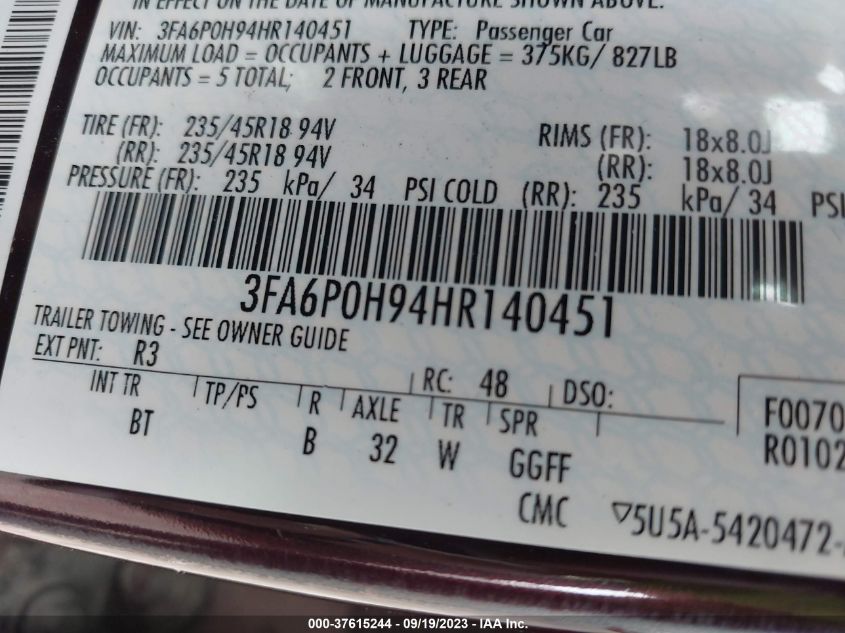 IN EFFECT ON THE DATE OF MANUFACTURE SHOWN ABOVE.
VIN: 3FA6P0H94HR140451 TYPE: Passenger Car
MAXIMUM LOAD = OCCUPANTS + LUGGAGE = 375KG/ 827LB
OCCUPANTS = 5 TOTAL; 2 FRONT, 3 REAR
TIRE (FR): 235/45R18 94V RIMS (FR): 18x8.0J
(RR): 235/45R18 94V (RR): 18x8.0J
PRESSURE (FR): 235 kPa/ 34 PSI COLD (RR): 235 kPa/ 34 PSI
3FA6P0H94HR140451
TRAILER TOWING - SEE OWNER GUIDE
EXT PNT: R3 RC: 48 DSO:
INT TR TP/PS R AXLE TR SPR F0070
BT B 32 W GGFF R0102
CMC ▽5U5A-5420472-
000-37615244 - 09/19/2023 - IAA Inc.